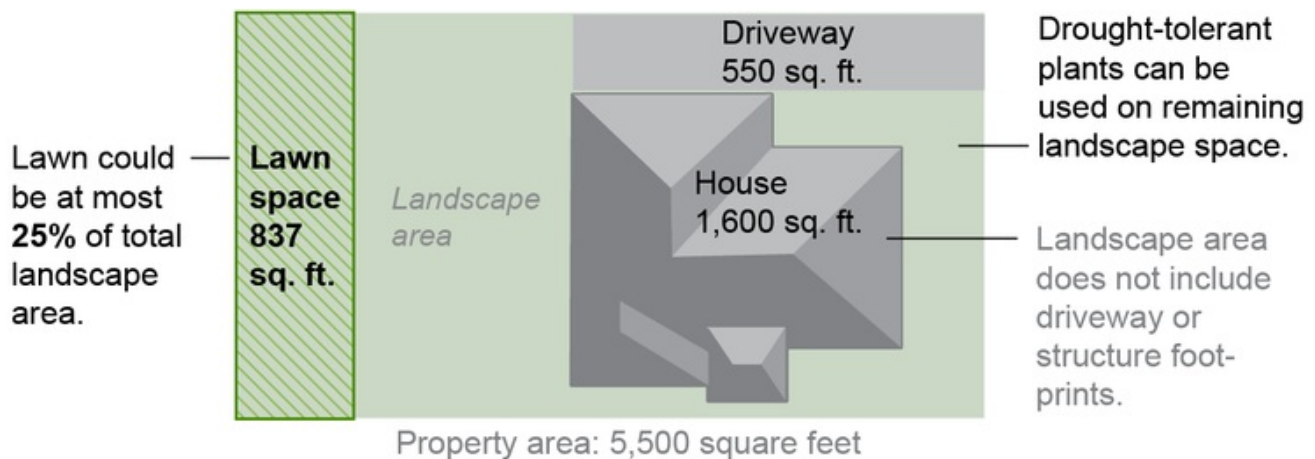 Driveway
550 sq. ft.
Drought-tolerant
plants can be
used on remaining
landscape space.
Lawn could
be at most
25% of total
landscape
area.
Lawn
space
837
sq. ft.
Landscape
area
House
1,600 sq. ft.
Landscape area
does not include
driveway or
structure foot-
prints.
Property area: 5,500 square feet